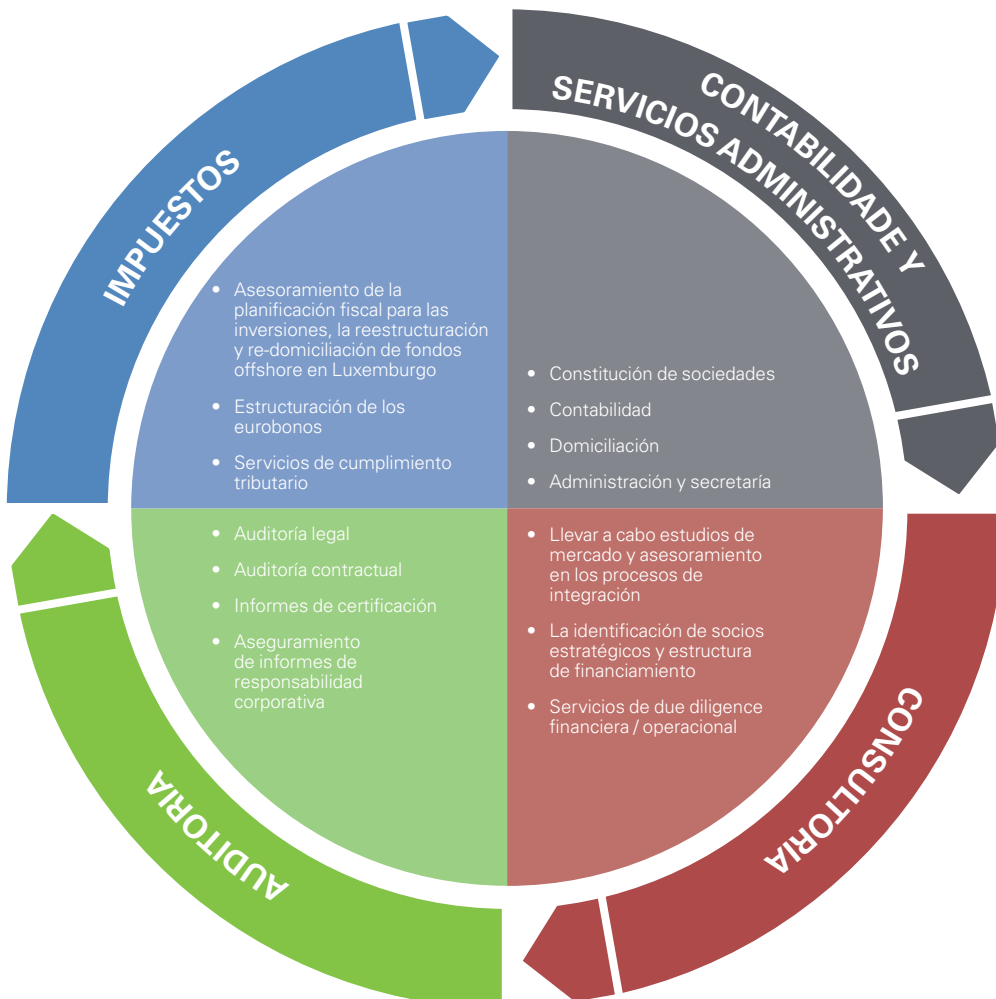 IMPUESTOS
• Asesoramiento de la
planificación fiscal para las
inversiones, la reestructuración
y re-domiciliación de fondos
offshore en Luxemburgo
• Estructuración de los
eurobonos
• Servicios de cumplimiento
tributario
CONTABILIDADE Y
SERVICIOS ADMINISTRATIVOS
• Constitución de sociedades
• Contabilidad
• Domiciliación
• Administración y secretaría
• Auditoría legal
• Auditoría contractual
• Informes de certificación
• Aseguramiento
de informes de
responsabilidad
corporativa
AUDITORIA
• Llevar a cabo estudios de
mercado y asesoramiento
en los procesos de
integración
• La identificación de socios
estratégicos y estructura
de financiamiento
• Servicios de due diligence
financiera / operacional
CONSULTORIA